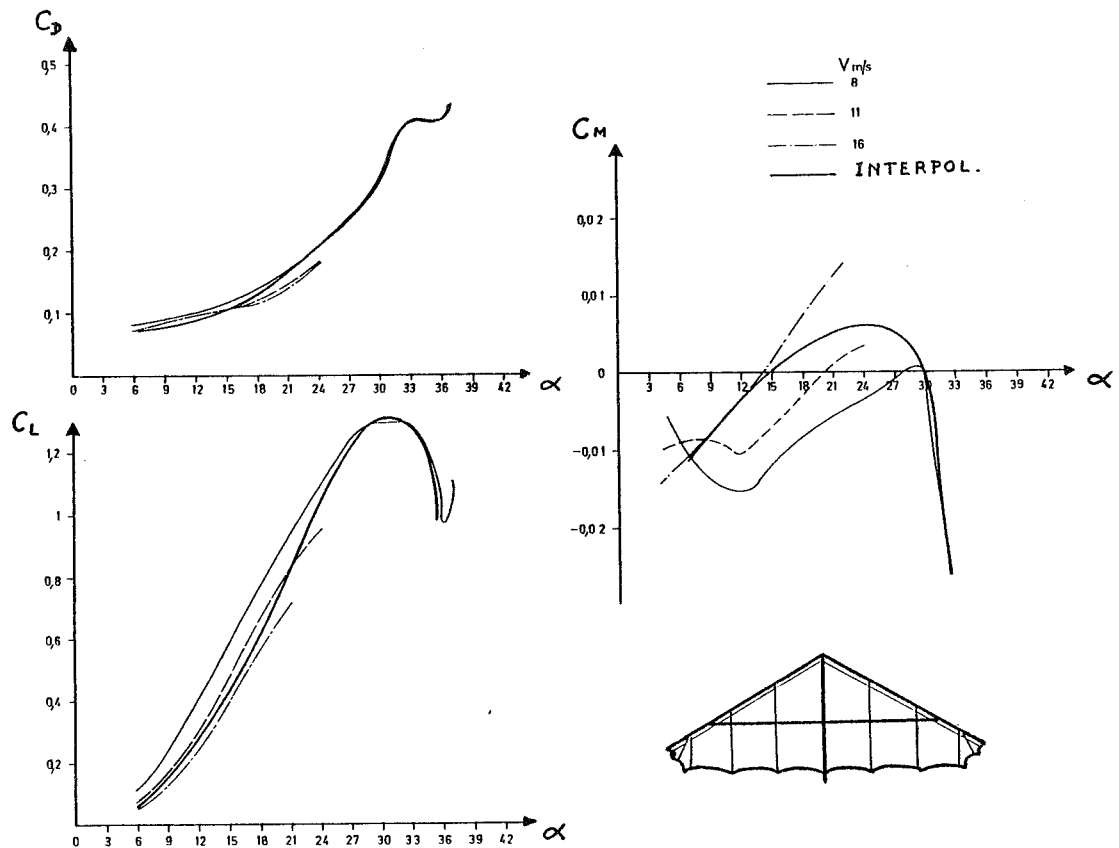 C_D
0,5
0,4
0,3
0,2
0,1
0 3 6 9 12 15 18 21 24 27 30 33 36 39 42 α
V m/s
8
11
16
INTERPOL.
C_M
0,02
0,01
0
-0,01
-0,02
3 6 9 12 15 18 21 24 27 30 33 36 39 42 α
C_L
1,2
1
0,8
0,6
0,4
0,2
0 3 6 9 12 15 18 21 24 27 30 33 36 39 42 α